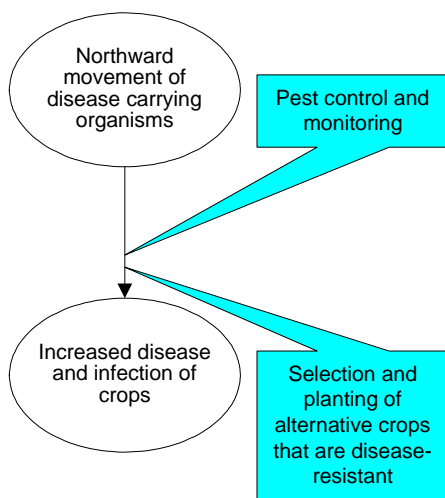 Northward
movement of
disease carrying
organisms
Pest control and
monitoring
Increased disease
and infection of
crops
Selection and
planting of
alternative crops
that are disease-
resistant